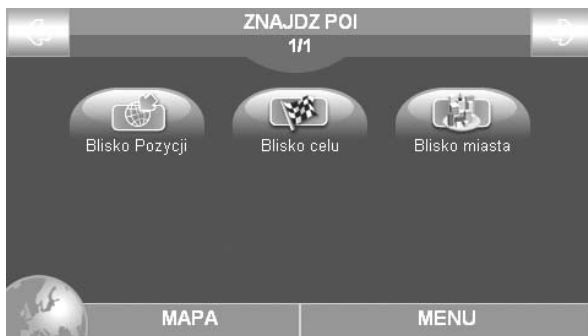 ZNAJDZ POI
1/1
Blisko Pozycji Blisko celu Blisko miasta
MAPA MENU